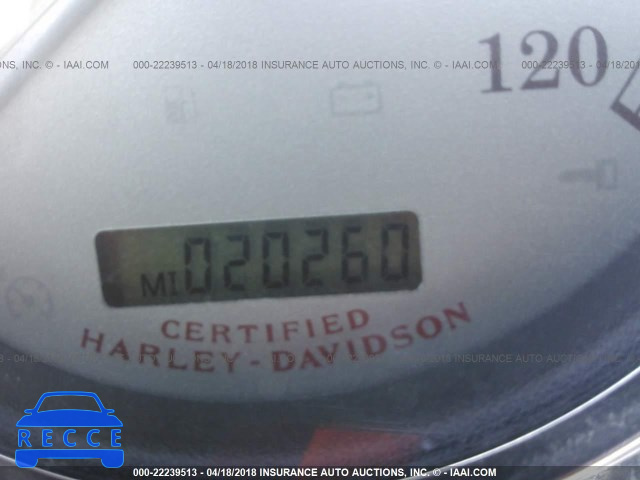 120
INC. © - IAAI.COM 000-22239513 - 04/18/2018 INSURANCE AUTO AUCTIONS, INC. © - IAAI.COM
MI 020260
CERTIFIED
HARLEY-DAVIDSON
RECCE
000-22239513 - 04/18/2018 INSURANCE AUTO AUCTIONS, INC. © - IAAI.COM